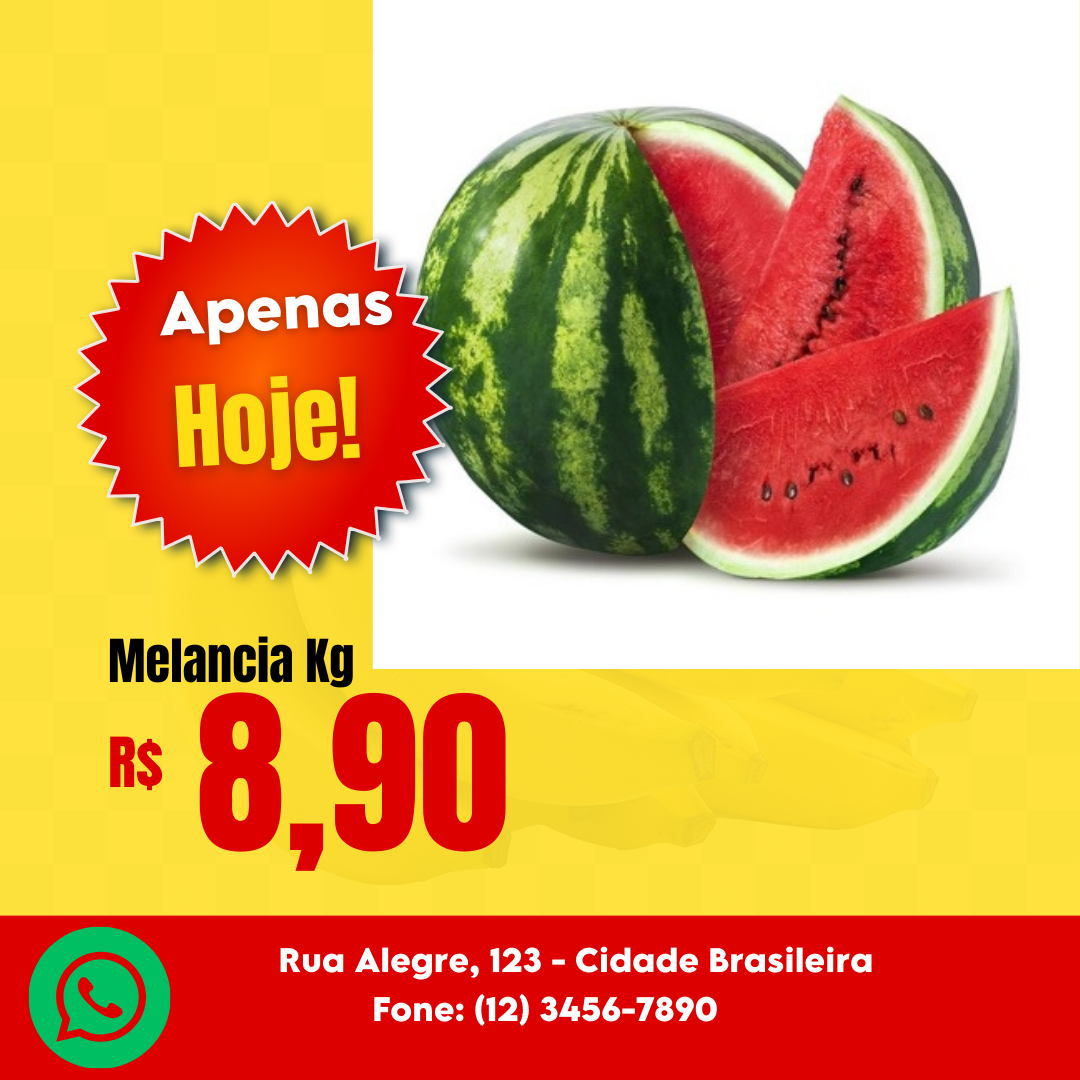 Apenas
Hoje!
Melancia Kg
R$ 8,90
Rua Alegre, 123 - Cidade Brasileira
Fone: (12) 3456-7890